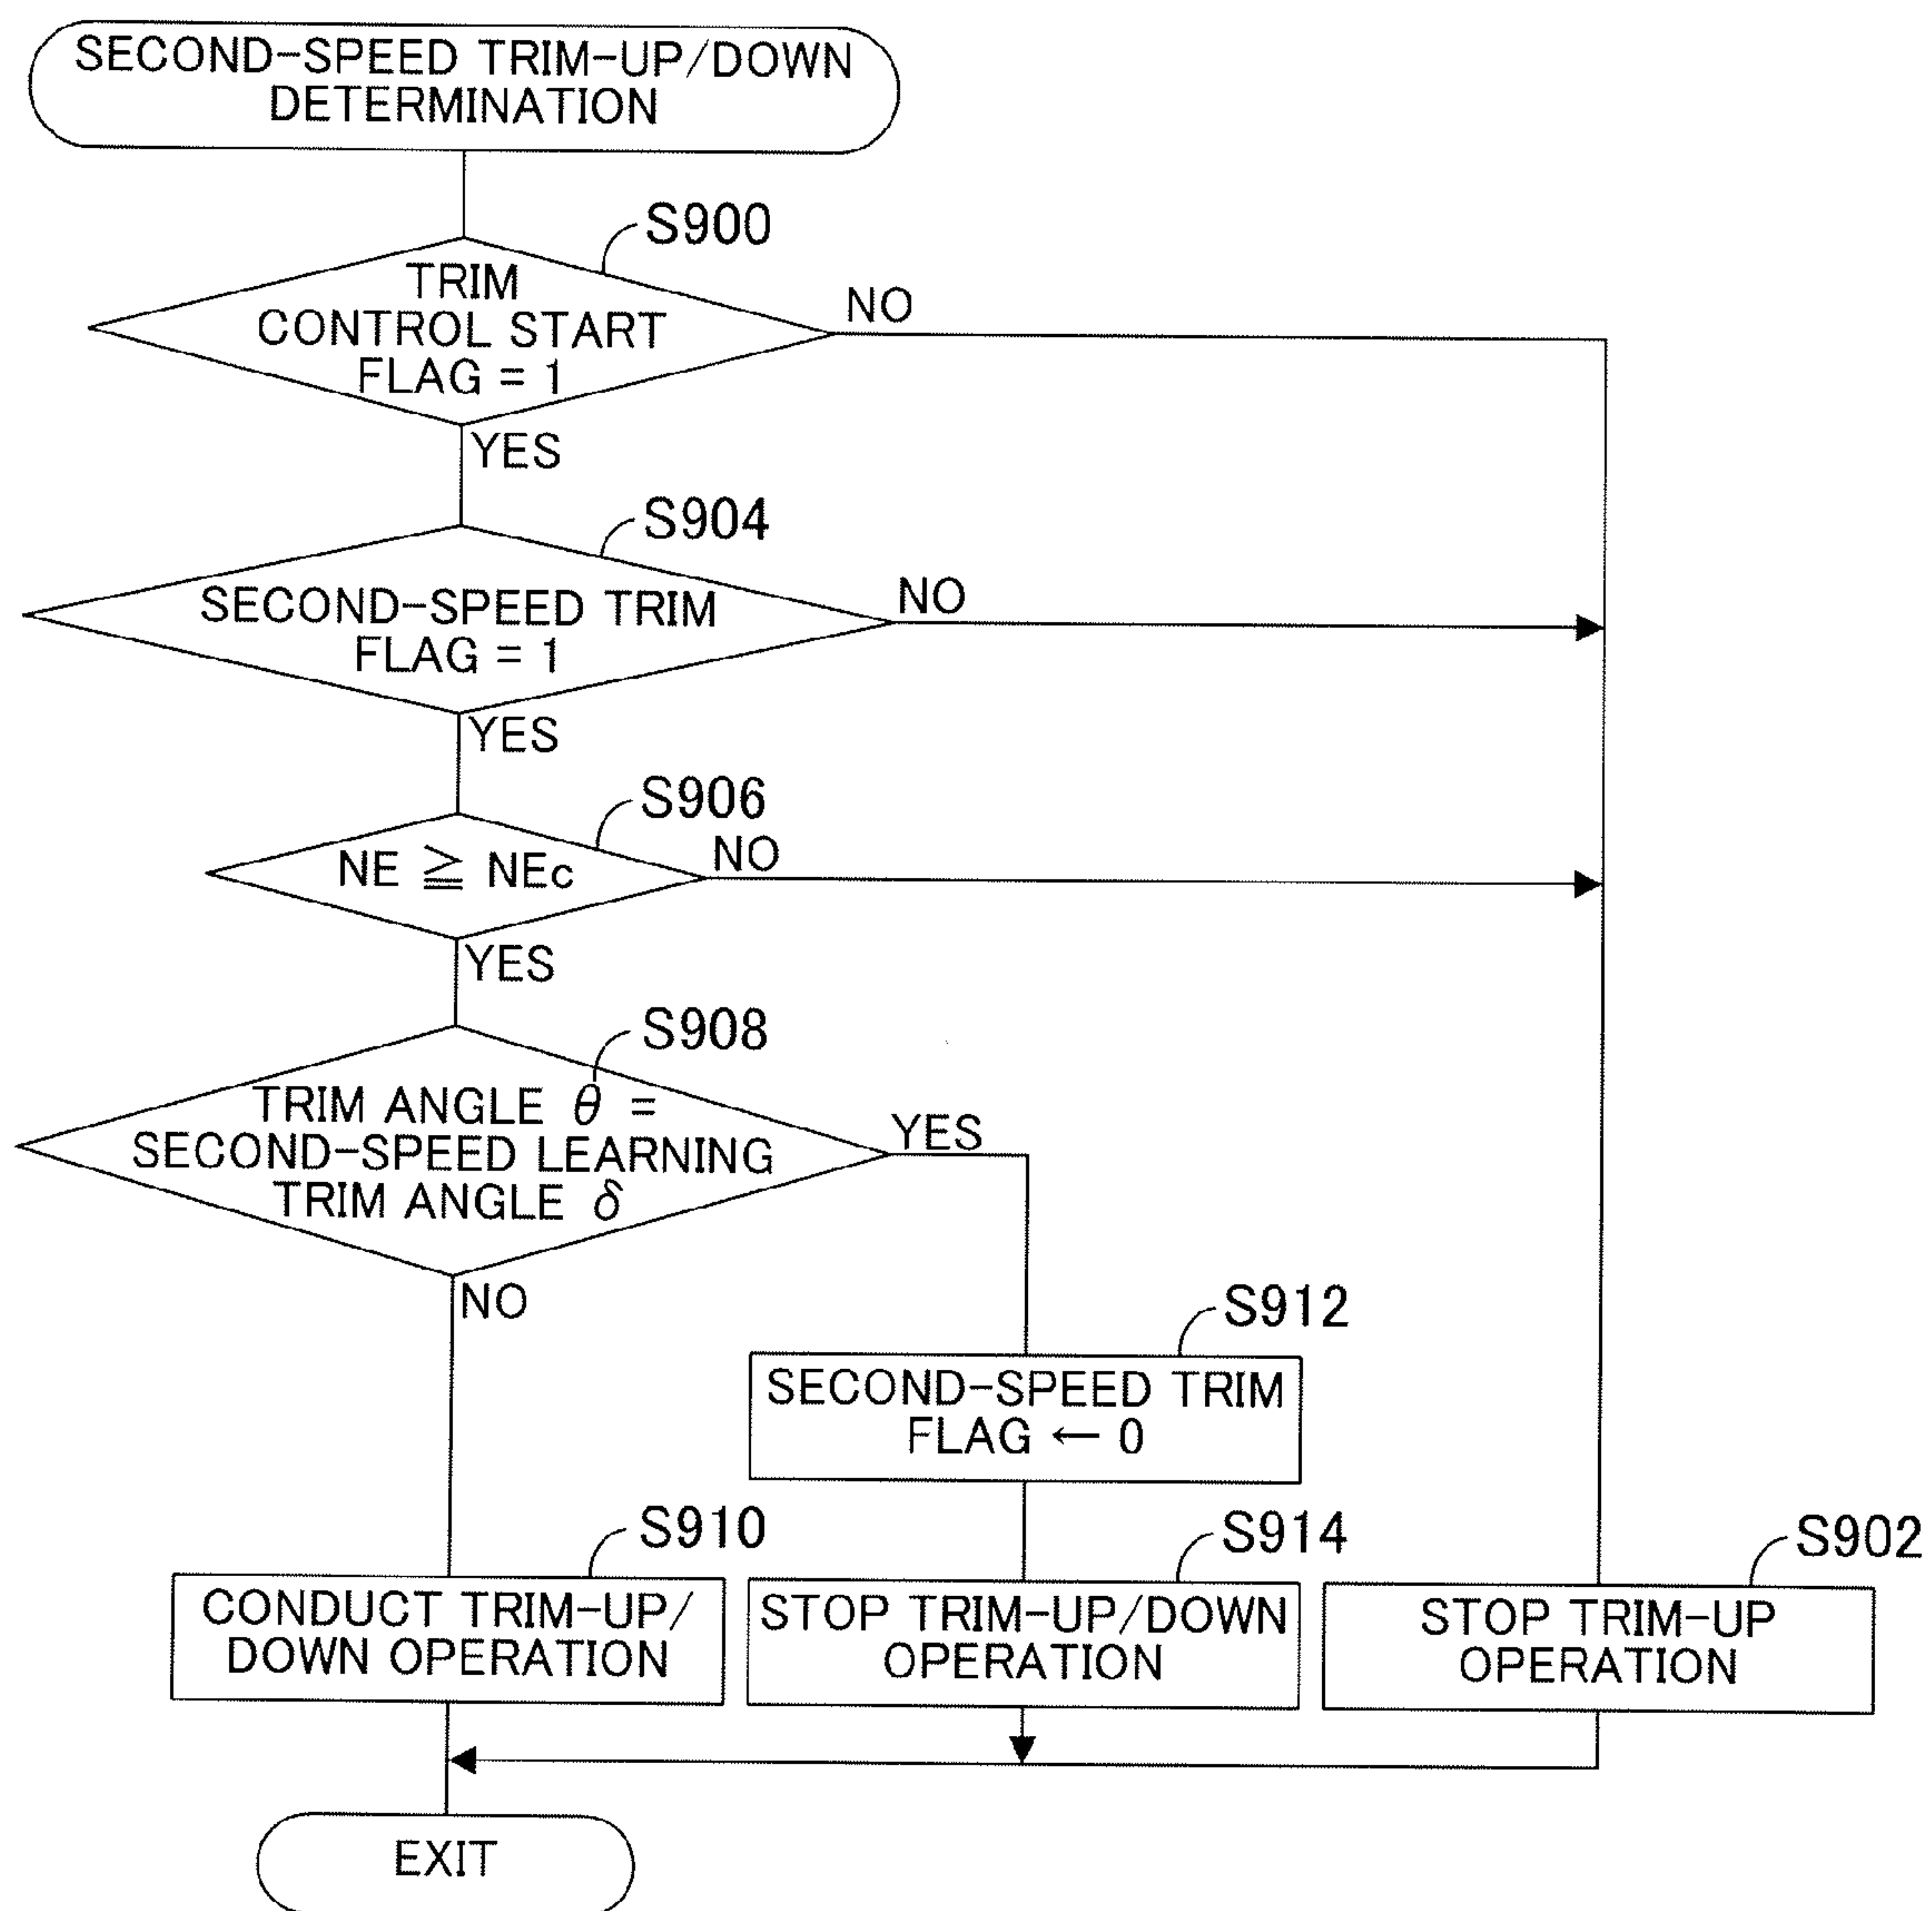 SECOND-SPEED TRIM-UP/DOWN
DETERMINATION
S900
TRIM
CONTROL START
FLAG = 1
NO
YES
S904
SECOND-SPEED TRIM
FLAG = 1
NO
YES
S906
NE ≧ NEc
NO
YES
S908
TRIM ANGLE θ =
SECOND-SPEED LEARNING
TRIM ANGLE δ
YES
NO
S912
SECOND-SPEED TRIM
FLAG ← 0
S910
CONDUCT TRIM-UP/
DOWN OPERATION
S914
STOP TRIM-UP/DOWN
OPERATION
S902
STOP TRIM-UP
OPERATION
EXIT